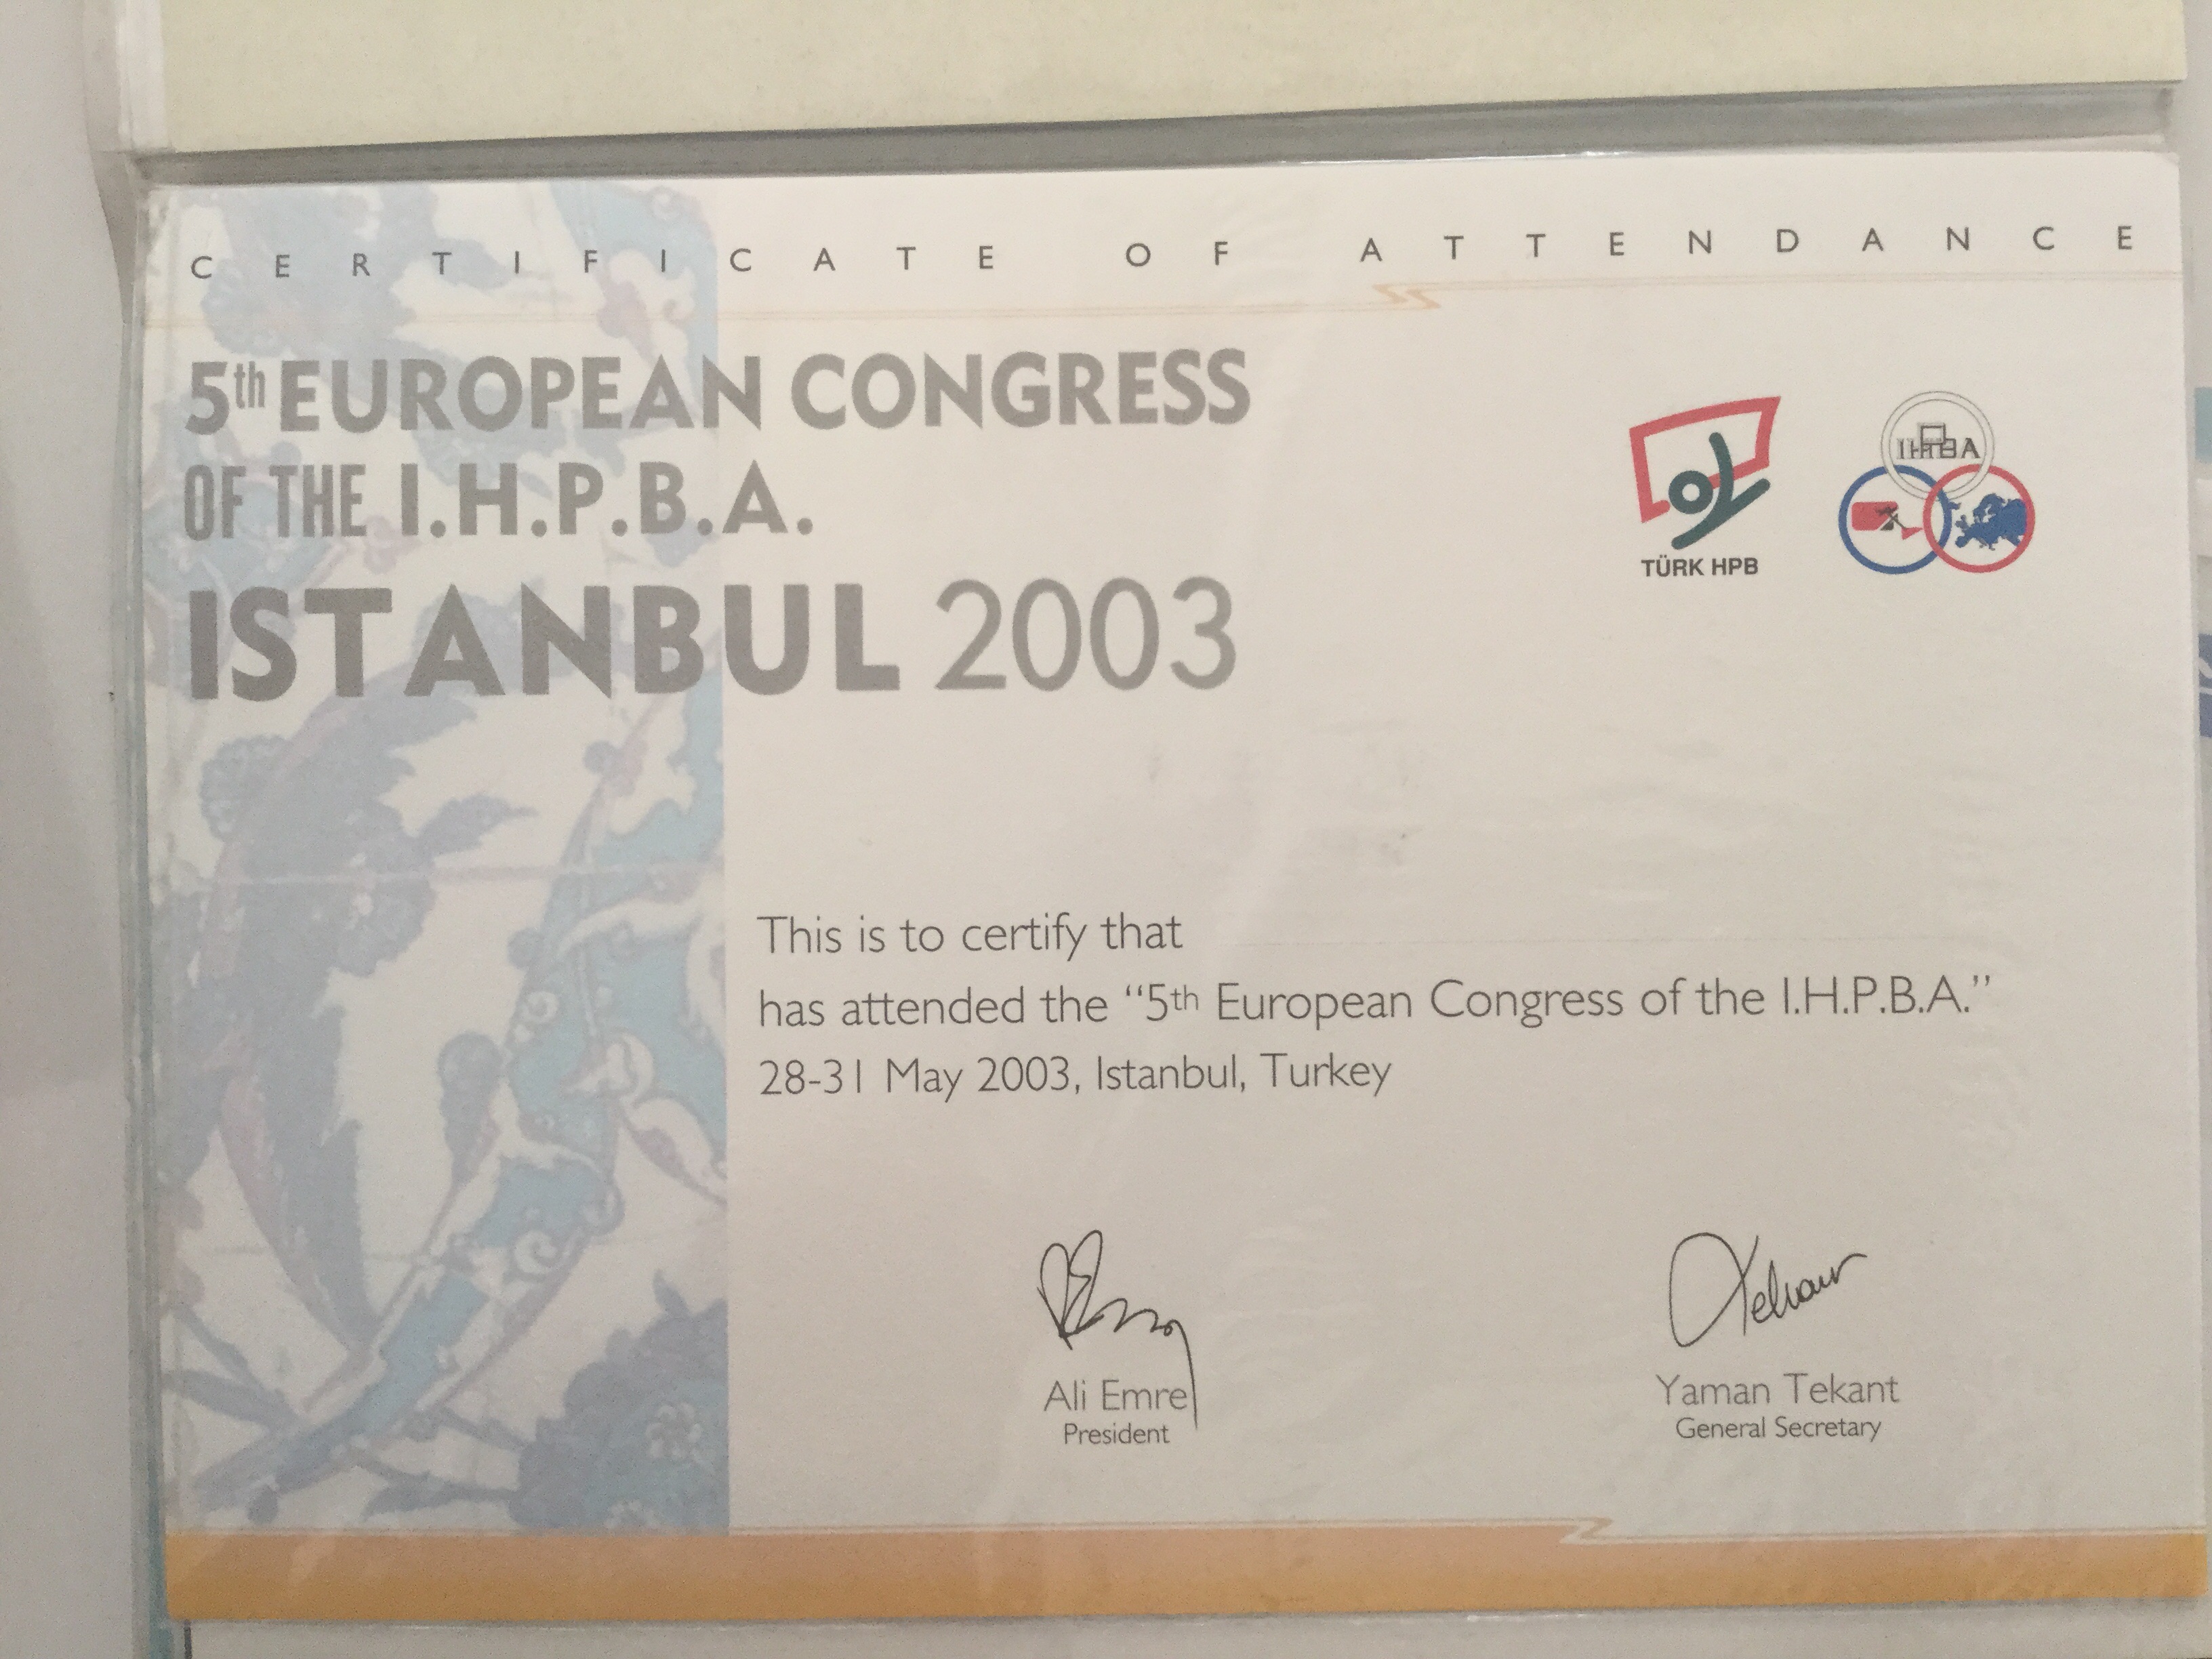 CERTIFICATE OF ATTENDANCE
5th EUROPEAN CONGRESS
OF THE I.H.P.B.A.
ISTANBUL 2003
TÜRK HPB
IHPBA
This is to certify that
has attended the “5th European Congress of the I.H.P.B.A.”
28-31 May 2003, Istanbul, Turkey
Tekant
Ali Emre
President
Yaman Tekant
General Secretary